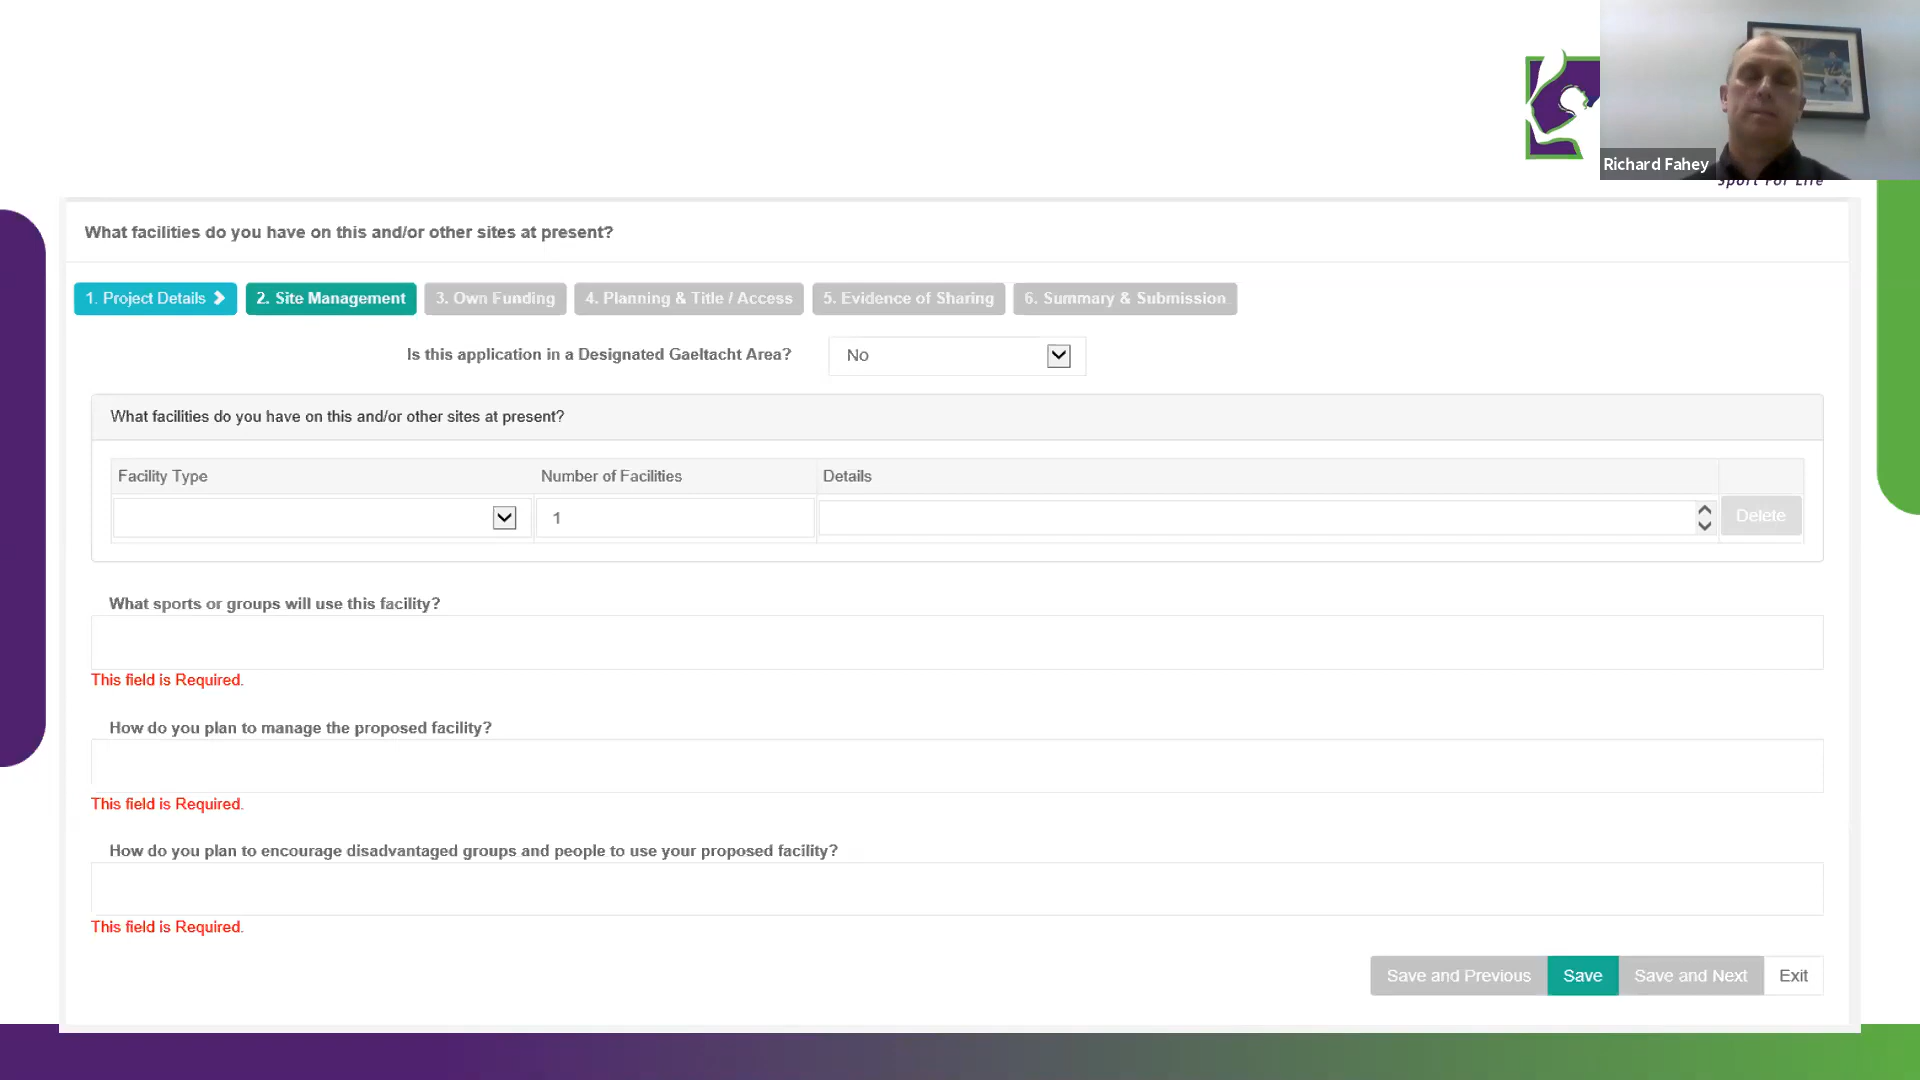 Richard Fahey
Sport For Life
What facilities do you have on this and/or other sites at present?
1. Project Details
2. Site Management
3. Own Funding
4. Planning & Title / Access
5. Evidence of Sharing
6. Summary & Submission
Is this application in a Designated Gaeltacht Area?
No
What facilities do you have on this and/or other sites at present?
Facility Type
Number of Facilities
Details
1
Delete
What sports or groups will use this facility?
This field is Required.
How do you plan to manage the proposed facility?
This field is Required.
How do you plan to encourage disadvantaged groups and people to use your proposed facility?
This field is Required.
Save and Previous
Save
Save and Next
Exit